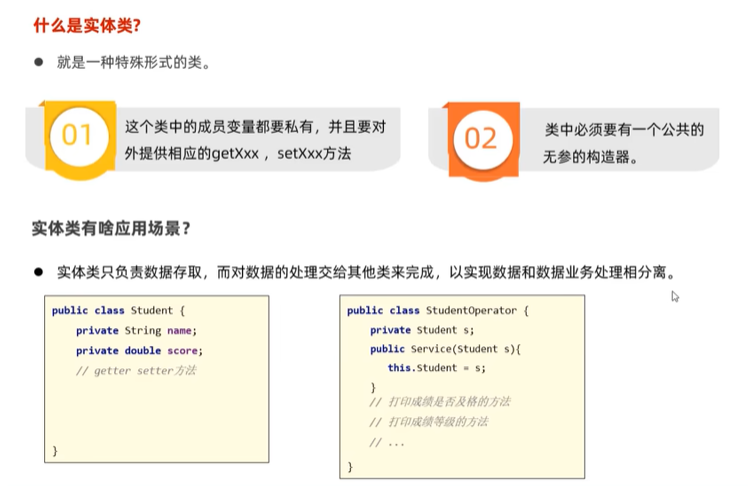 什么是实体类?
● 就是一种特殊形式的类。
01
这个类中的成员变量都要私有，并且要对
外提供相应的getXxx ，setXxx方法
02
类中必须要有一个公共的
无参的构造器。
实体类有啥应用场景？
● 实体类只负责数据存取，而对数据的处理交给其他类来完成，以实现数据和数据业务处理相分离。
public class Student {
private String name;
private double score;
// getter setter方法
}
public class StudentOperator {
private Student s;
public Service(Student s){
this.Student = s;
}
// 打印成绩是否及格的方法
// 打印成绩等级的方法
// ...
}